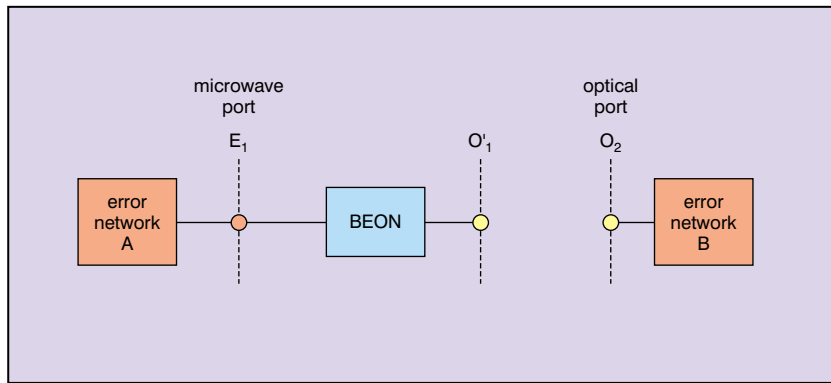 microwave
port
E₁
O'₁
optical
port
O₂
error
network
A
BEON
error
network
B